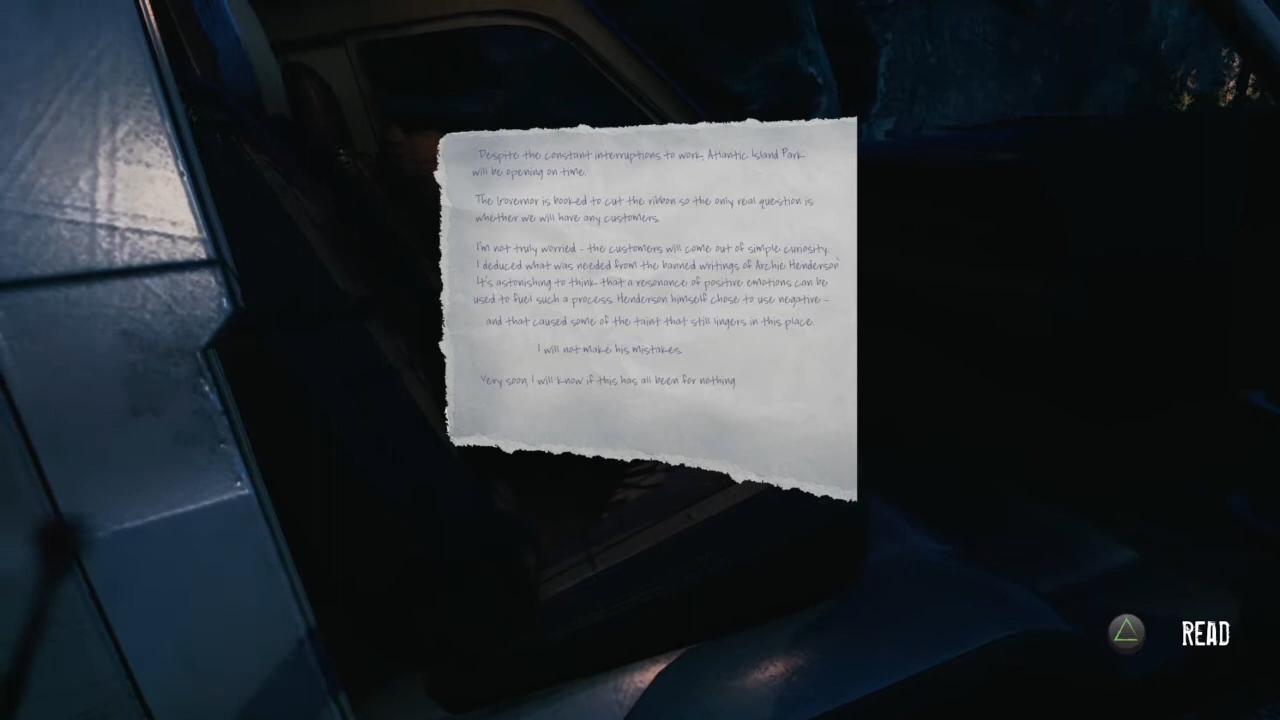 Despite the constant interruptions to work, Atlantic Island Park
will be opening on time.
The Governor is booked to cut the ribbon so the only real question is
whether we will have any customers.
I'm not truly worried - the customers will come out of simple curiosity.
I deduced what was needed from the banned writings of Archie Henderson.
It's astonishing to think that a resonance of positive emotions can be
used to fuel such a process. Henderson himself chose to use negative -
and that caused some of the taint that still lingers in this place.
I will not make his mistakes.
Very soon, I will know if this has all been for nothing.
READ